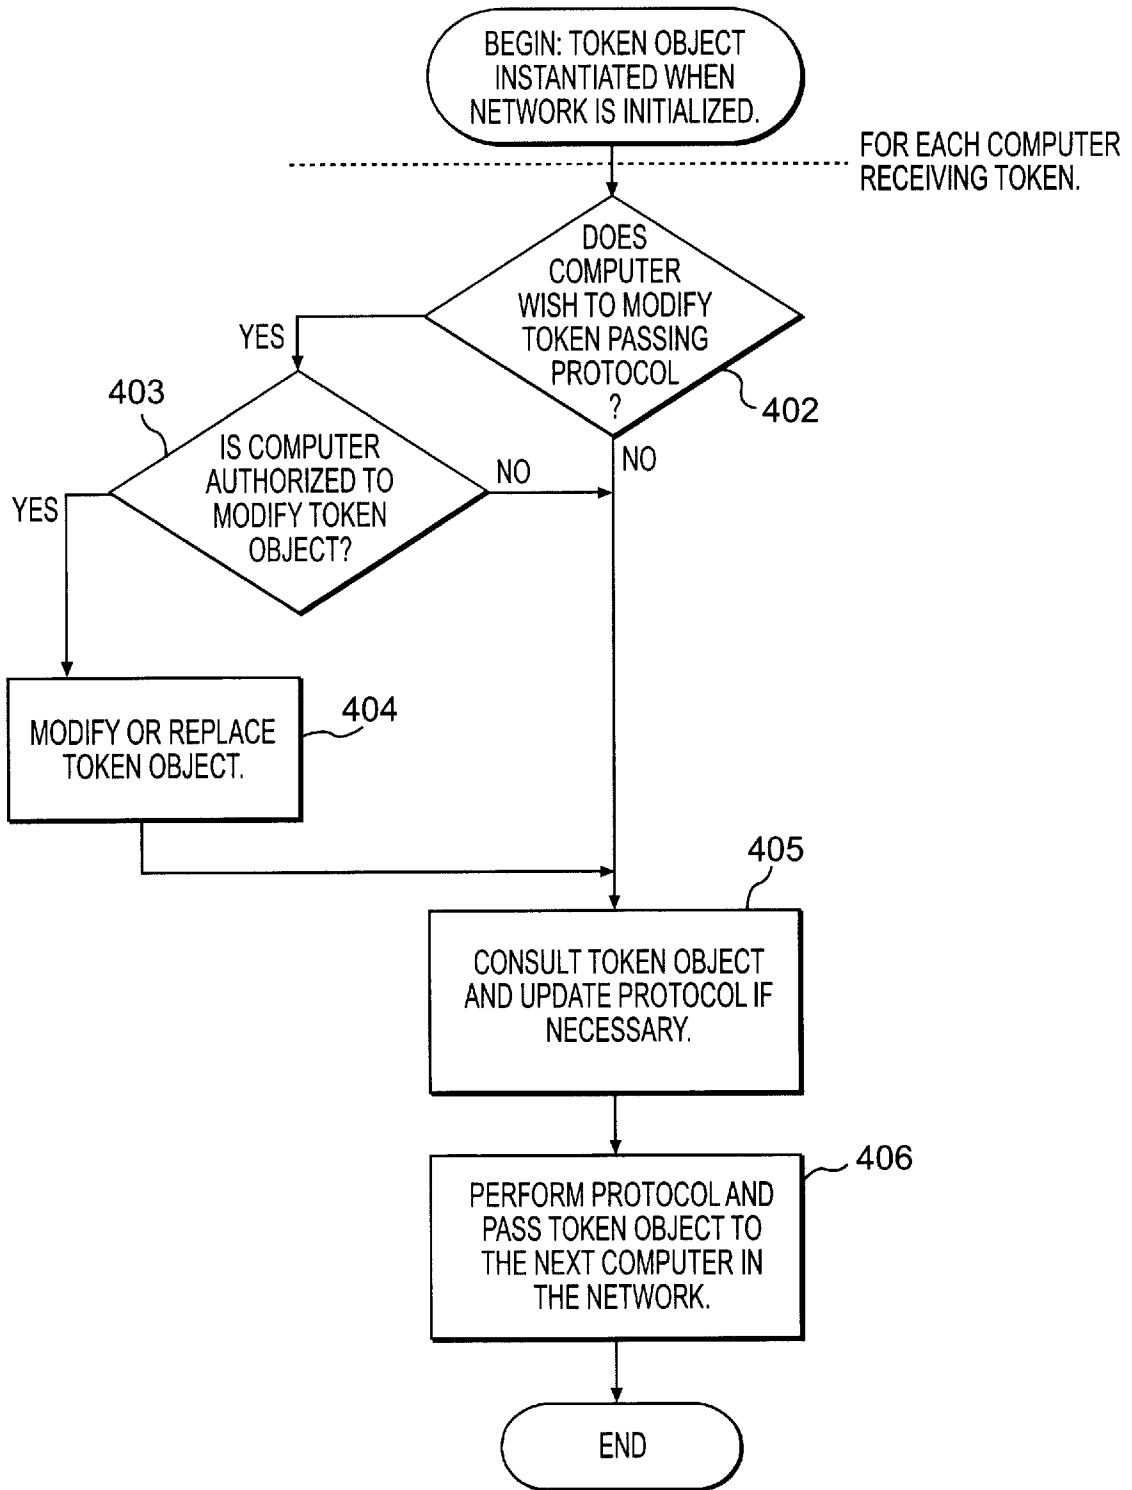 BEGIN: TOKEN OBJECT
INSTANTIATED WHEN
NETWORK IS INITIALIZED.
FOR EACH COMPUTER
RECEIVING TOKEN.
DOES
COMPUTER
WISH TO MODIFY
TOKEN PASSING
PROTOCOL
?
402
YES
NO
403
IS COMPUTER
AUTHORIZED TO
MODIFY TOKEN
OBJECT?
NO
YES
404
MODIFY OR REPLACE
TOKEN OBJECT.
405
CONSULT TOKEN OBJECT
AND UPDATE PROTOCOL IF
NECESSARY.
406
PERFORM PROTOCOL AND
PASS TOKEN OBJECT TO
THE NEXT COMPUTER IN
THE NETWORK.
END